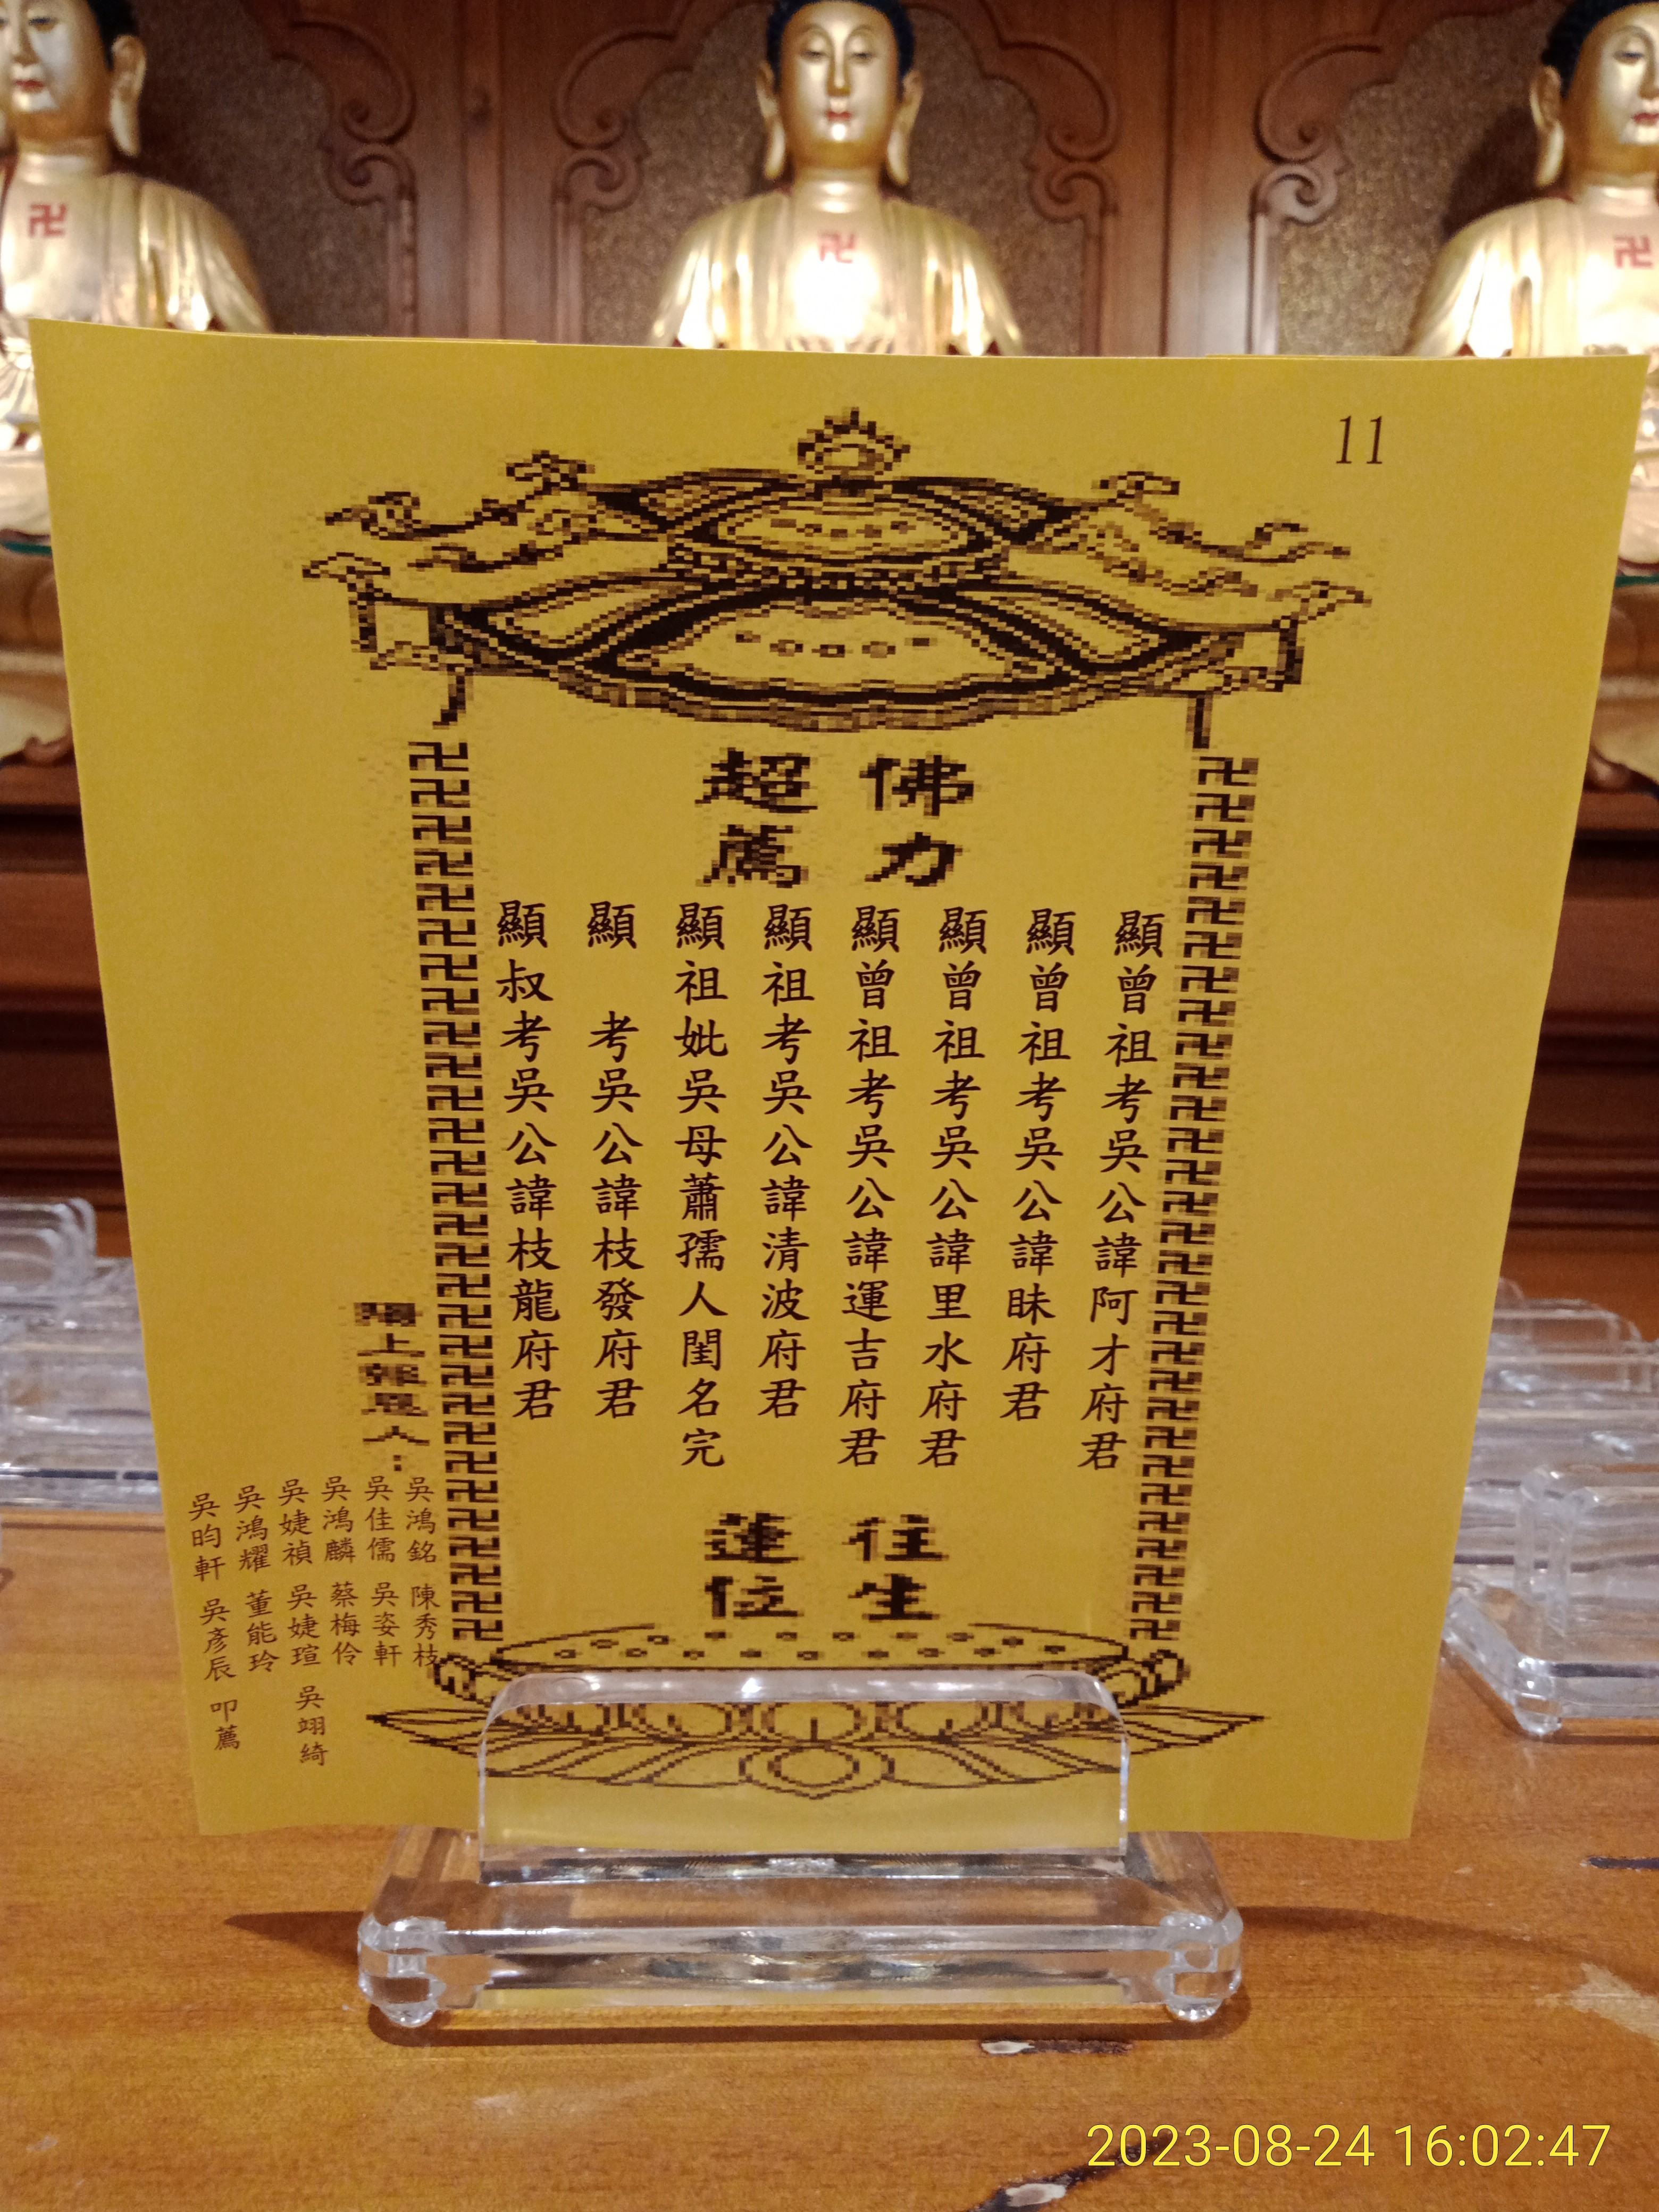 11
佛力
超薦
顯曾祖考吳公諱阿才府君
顯曾祖考吳公諱昧府君
顯曾祖考吳公諱里水府君
顯曾祖考吳公諱運吉府君
顯祖考吳公諱清波府君
顯祖妣吳母蕭孺人閨名完
顯考吳公諱枝發府君
顯叔考吳公諱枝龍府君
往生
蓮位
陽上薦拔人:
吳鴻銘 陳秀枝
吳佳儒 吳姿軒
吳鴻麟 蔡梅伶
吳婕禎 吳婕瑄 吳翊綺
吳鴻耀 董能玲
吳昀軒 吳彥辰 叩薦
2023-08-24 16:02:47